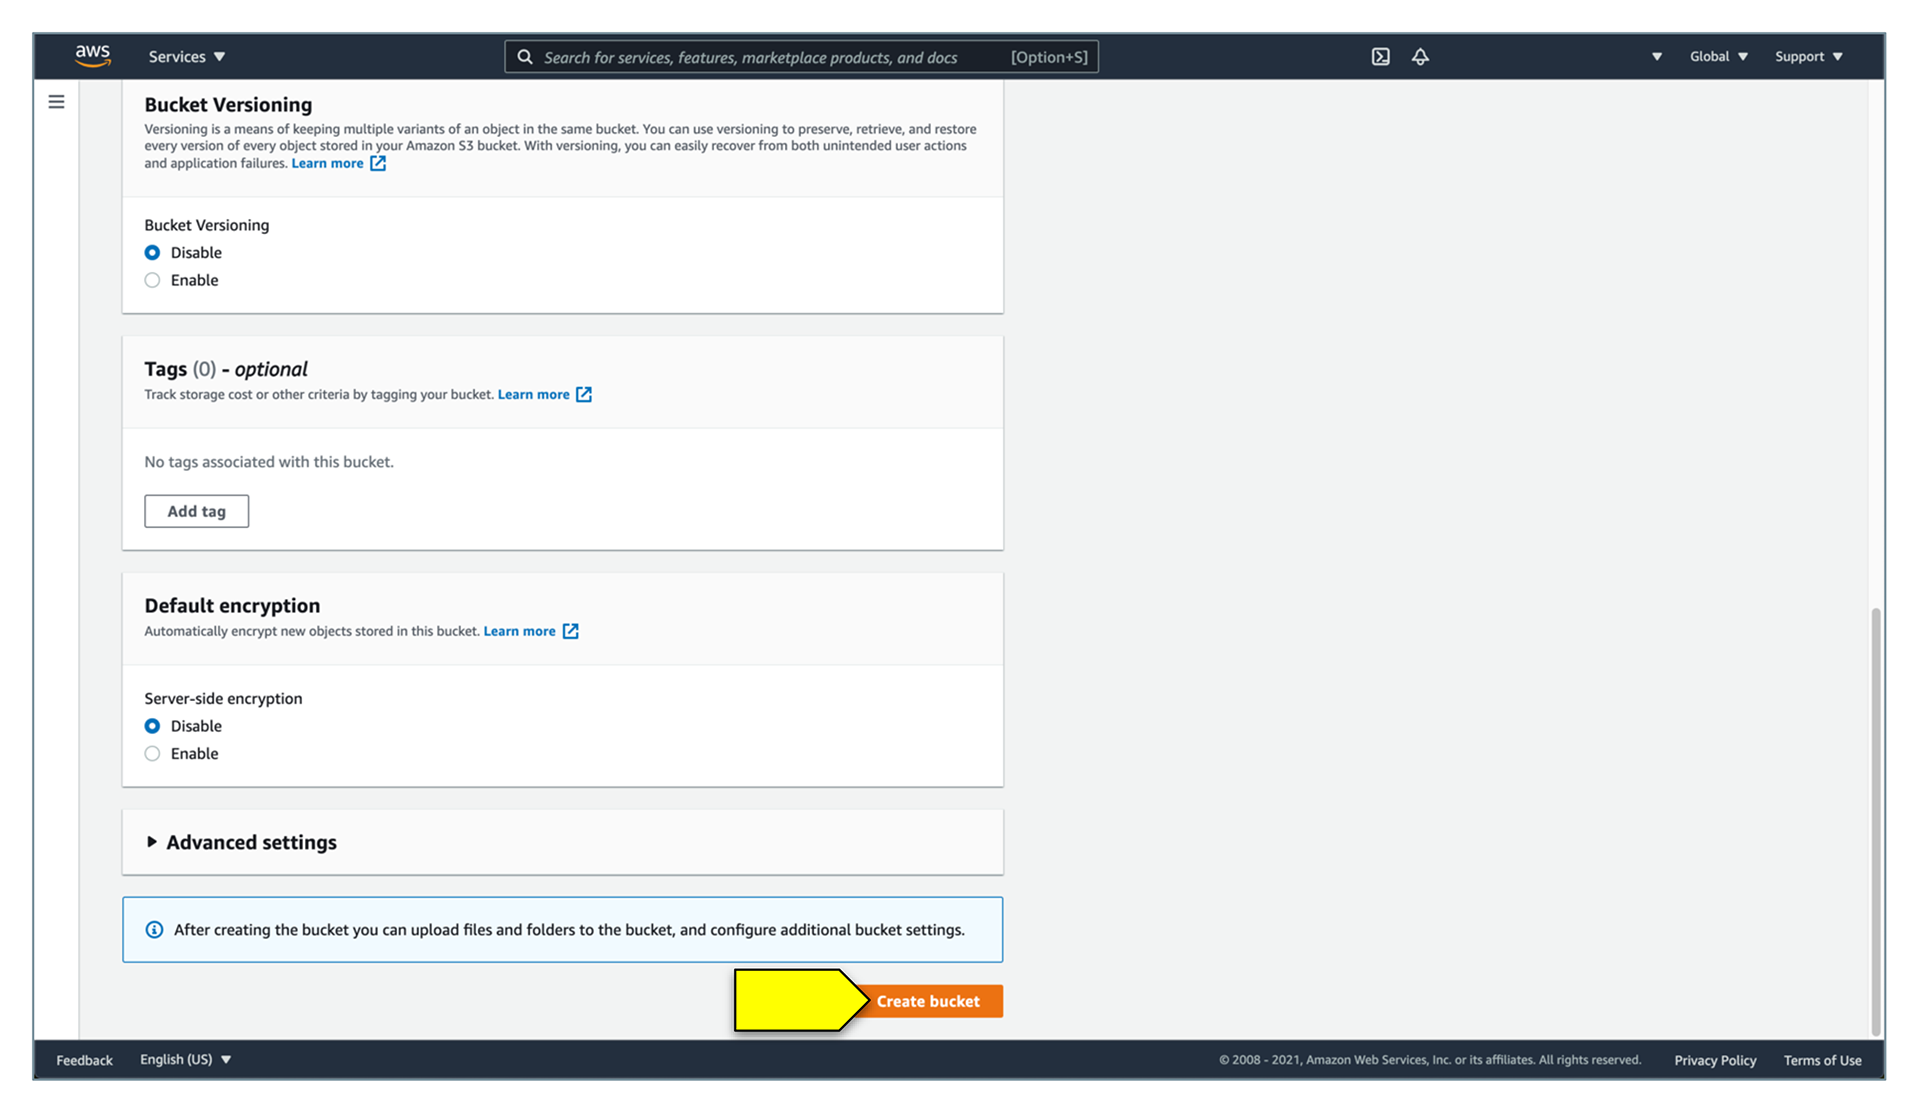 aws
Services
Search for services, features, marketplace products, and docs [Option+S]
Global
Support
Bucket Versioning
Versioning is a means of keeping multiple variants of an object in the same bucket. You can use versioning to preserve, retrieve, and restore
every version of every object stored in your Amazon S3 bucket. With versioning, you can easily recover from both unintended user actions
and application failures. Learn more
Bucket Versioning
Disable
Enable
Tags (0) - optional
Track storage cost or other criteria by tagging your bucket. Learn more
No tags associated with this bucket.
Add tag
Default encryption
Automatically encrypt new objects stored in this bucket. Learn more
Server-side encryption
Disable
Enable
Advanced settings
After creating the bucket you can upload files and folders to the bucket, and configure additional bucket settings.
Create bucket
Feedback
English (US)
© 2008 - 2021, Amazon Web Services, Inc. or its affiliates. All rights reserved.
Privacy Policy
Terms of Use